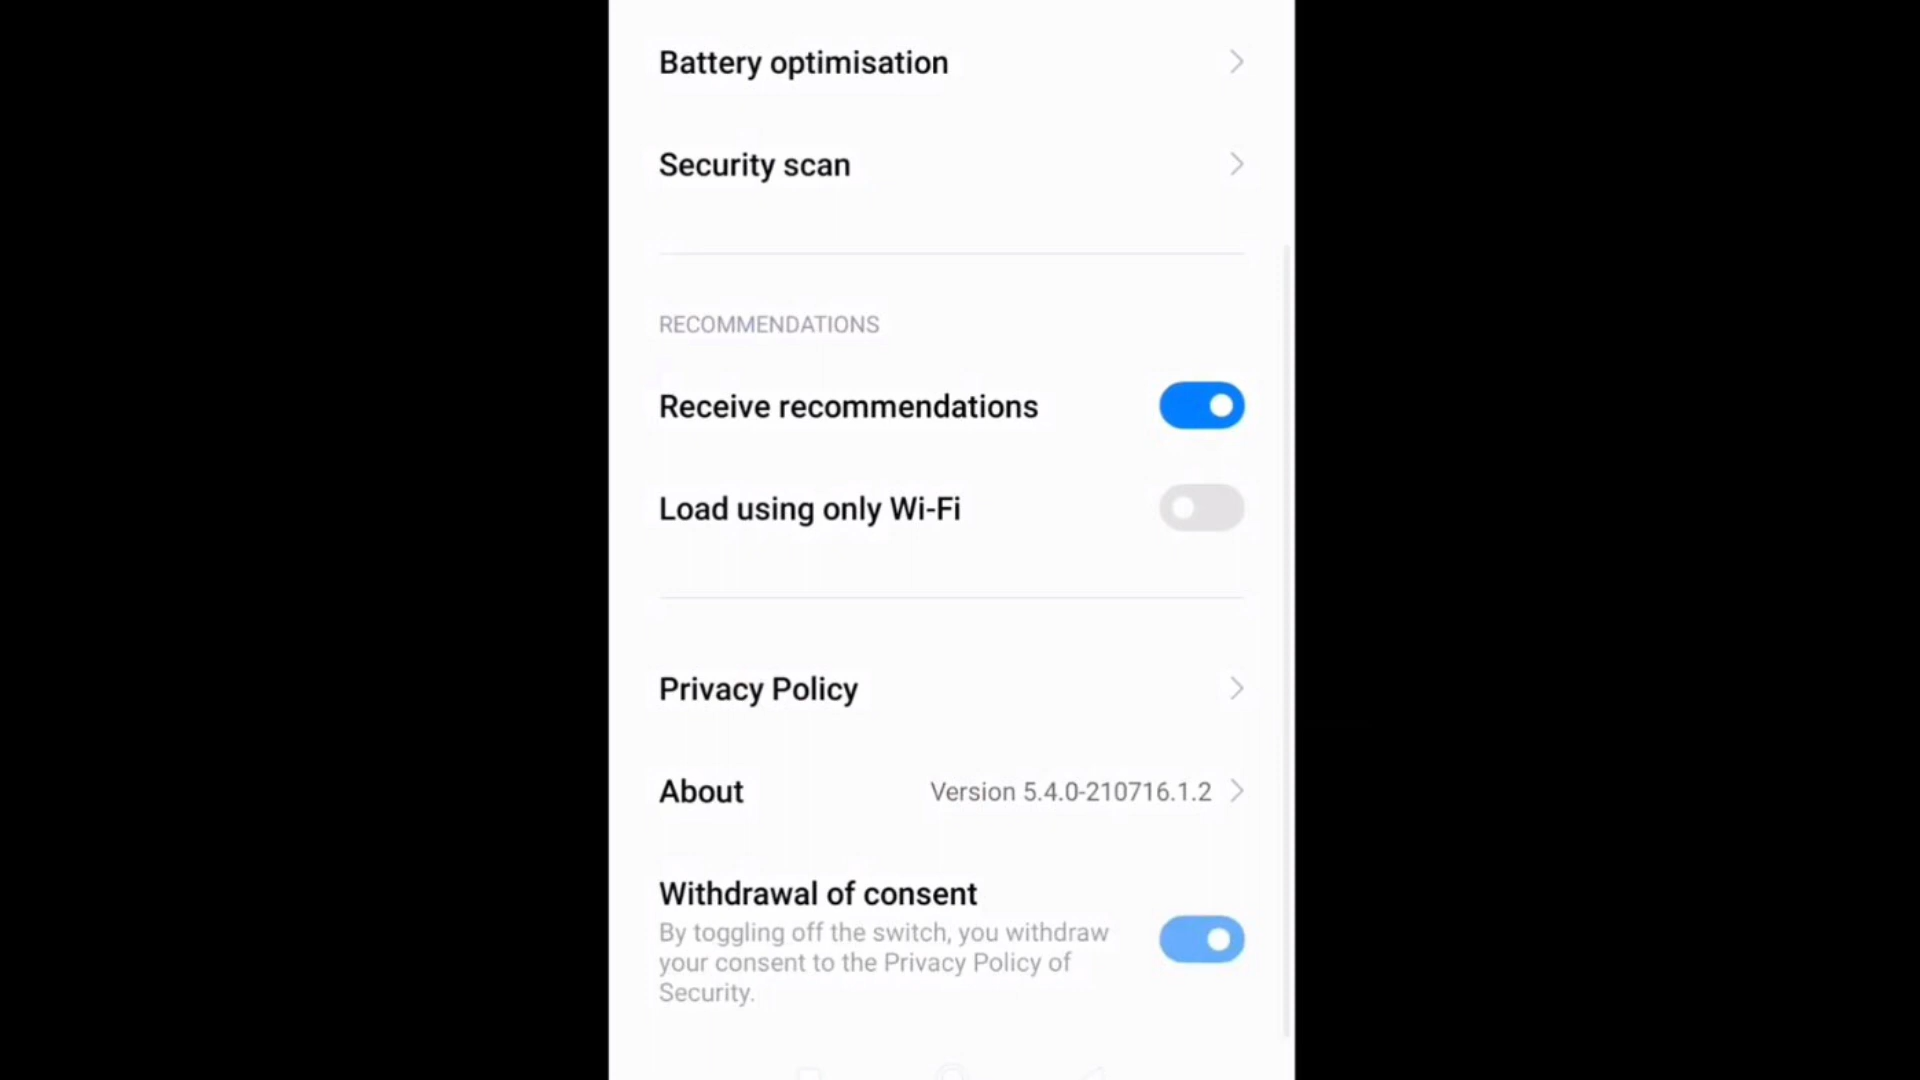 Battery optimisation
Security scan
RECOMMENDATIONS
Receive recommendations
Load using only Wi-Fi
Privacy Policy
About Version 5.4.0-210716.1.2
Withdrawal of consent
By toggling off the switch, you withdraw
your consent to the Privacy Policy of
Security.